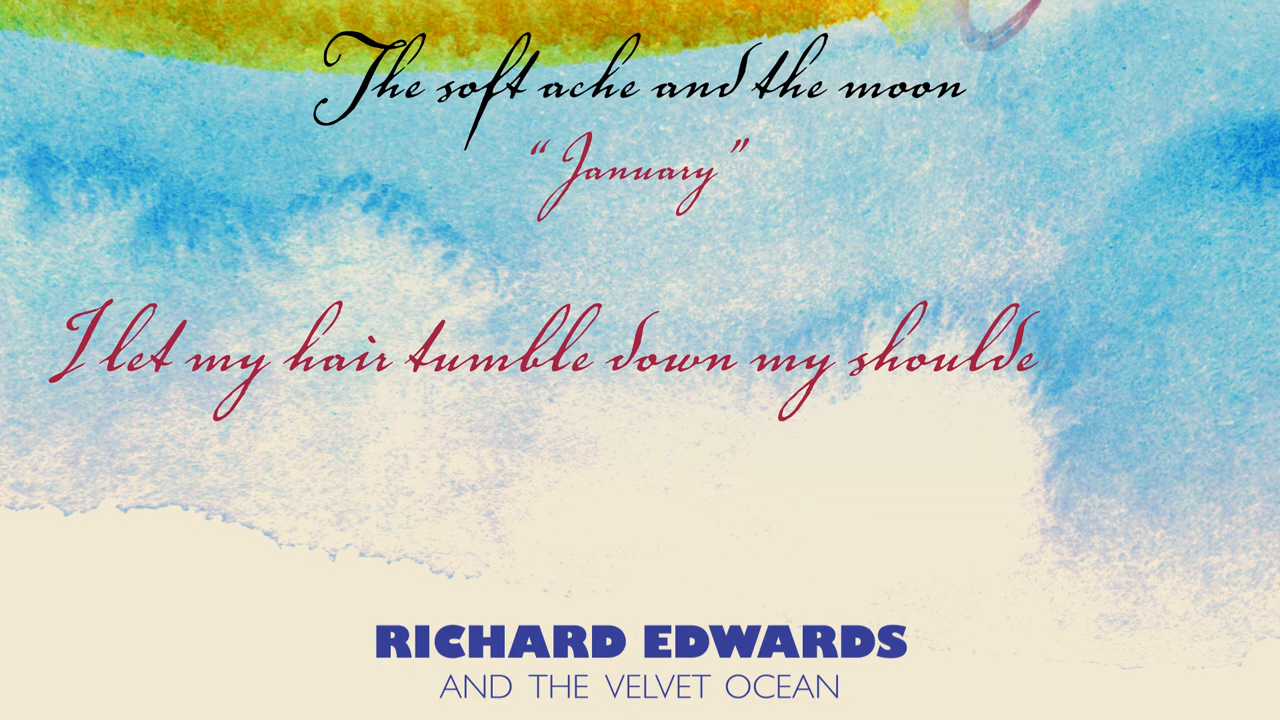 The soft ache and the moon
“January”
I let my hair tumble down my shoulde
RICHARD EDWARDS
AND THE VELVET OCEAN